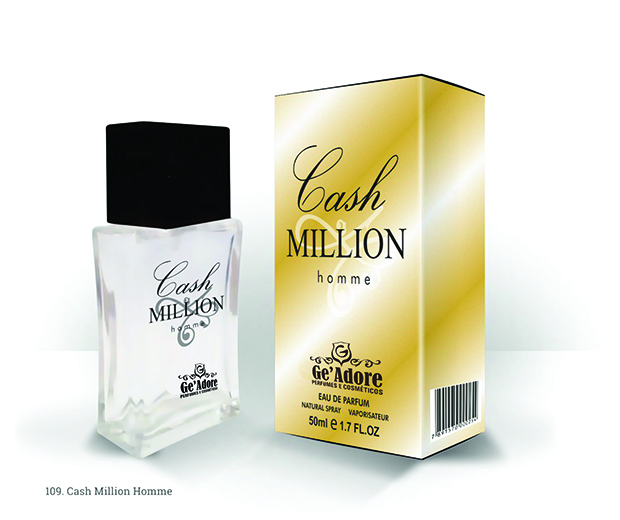 Cash
MILLION
homme
Ge'Adore
PERFUMES E COSMÉTICOS
Cash
MILLION
homme
G
Ge'Adore
PERFUMES E COSMÉTICOS
EAU DE PARFUM
NATURAL SPRAY VAPORISATEUR
50ml e 1.7 FL.OZ
109. Cash Million Homme